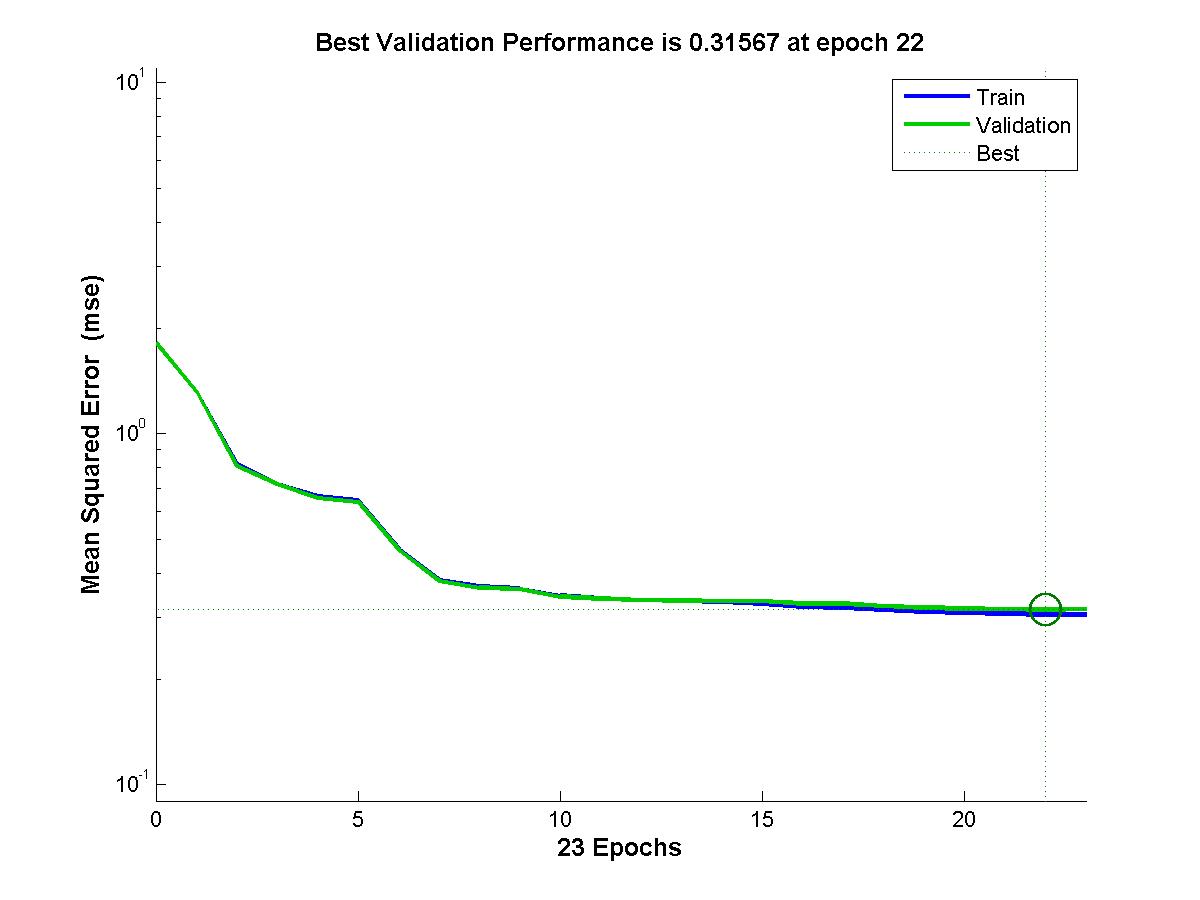 Best Validation Performance is 0.31567 at epoch 22
10^1
10^0
10^-1
Mean Squared Error  (mse)
Train
Validation
Best
0 5 10 15 20
23 Epochs